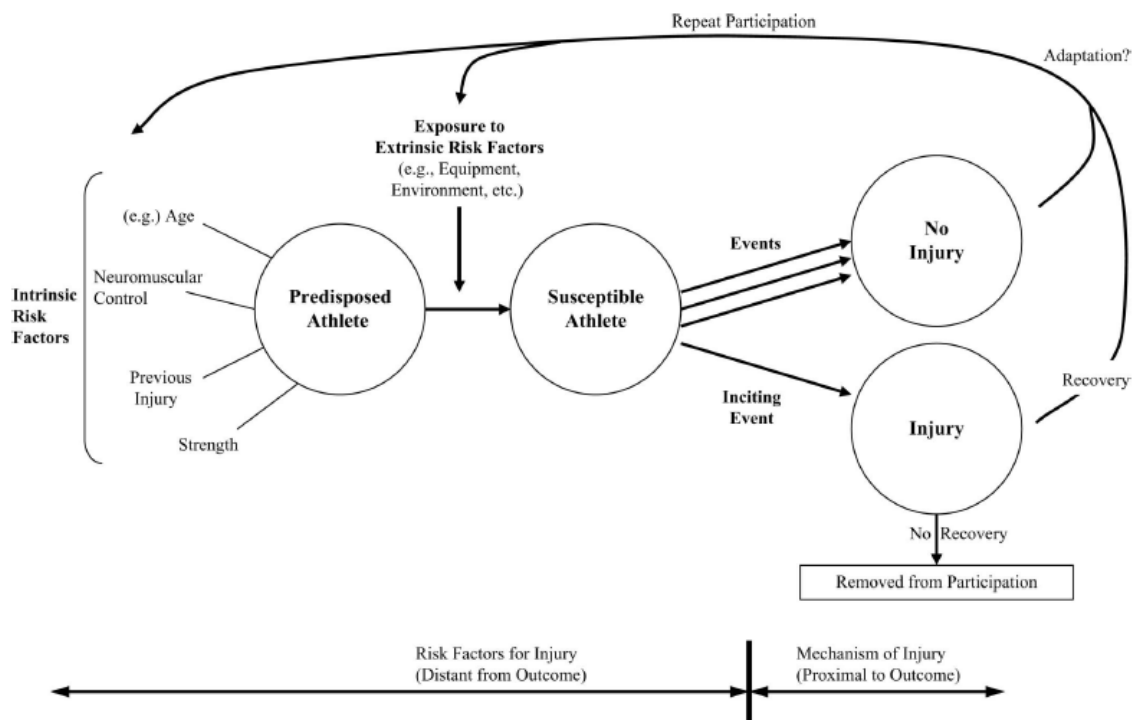 Repeat Participation
Adaptation?
Exposure to
Extrinsic Risk Factors
(e.g., Equipment,
Environment, etc.)
(e.g.) Age
Neuromuscular
Control
Intrinsic
Risk
Factors
Previous
Injury
Strength
Predisposed
Athlete
Susceptible
Athlete
Events
No
Injury
Inciting
Event
Injury
Recovery
No Recovery
Removed from Participation
Risk Factors for Injury
(Distant from Outcome)
Mechanism of Injury
(Proximal to Outcome)